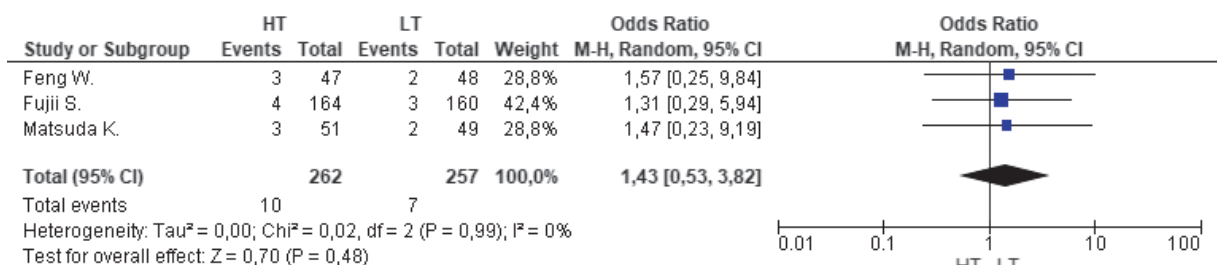 HT LT Odds Ratio Odds Ratio
Study or Subgroup Events Total Events Total Weight M-H, Random, 95% CI M-H, Random, 95% CI
Feng W. 3 47 2 48 28,8% 1,57 [0,25, 9,84]
Fujii S. 4 164 3 160 42,4% 1,31 [0,29, 5,94]
Matsuda K. 3 51 2 49 28,8% 1,47 [0,23, 9,19]
Total (95% CI) 262 257 100,0% 1,43 [0,53, 3,82]
Total events 10 7
Heterogeneity: Tau² = 0,00; Chi² = 0,02, df = 2 (P = 0,99); I² = 0%
Test for overall effect: Z = 0,70 (P = 0,48)
0.01 0.1 1 10 100
HT LT